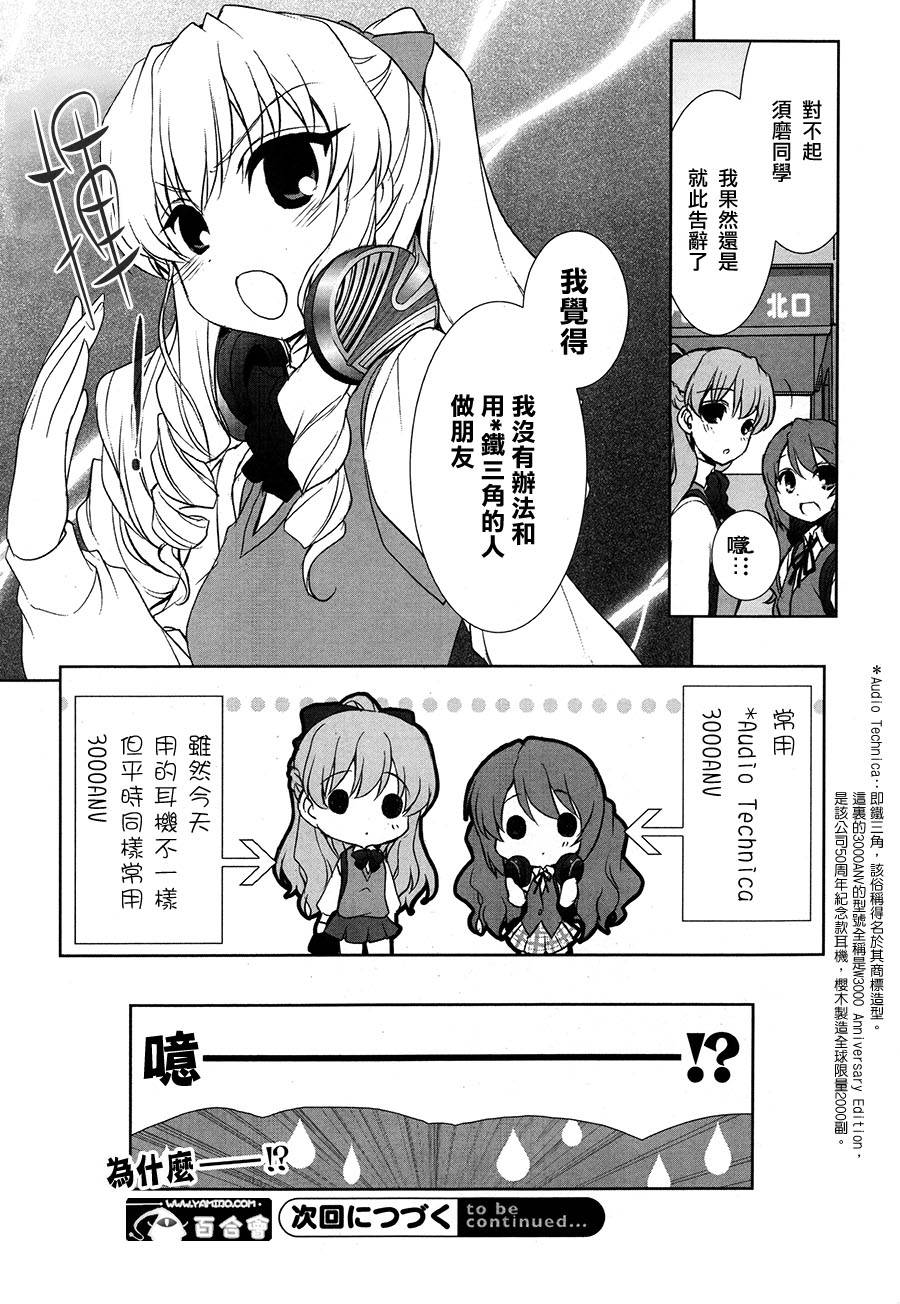 對不起
須磨同學
我果然還是
就此告辭了
北口
噫…
我覺得
我沒有辦法和
用*鐵三角的人
做朋友
常用
*Audio Technica
3000ANV
雖然今天
用的耳機不一樣
但平時同樣常用
3000ANV
*Audio Technica：即鐵三角，該俗稱得名於其商標造型。
這裏的3000ANV的型號全稱是W3000 Anniversary Edition，
是該公司50周年紀念款耳機，櫻木製造全球限量2000副。
噫——!?
為什麼——!?
WWW.YAMIBO.COM
百合會
次回につづく
to be
continued...